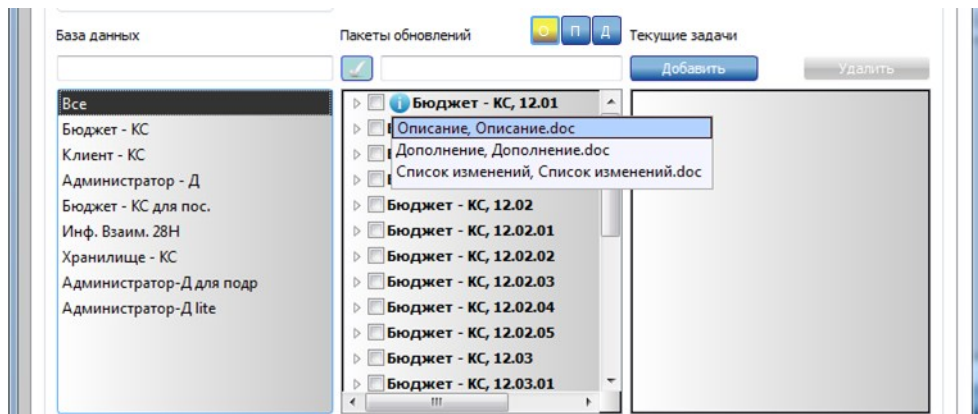 База данных
Пакеты обновлений
О П Д
Текущие задачи
Добавить
Удалить
Все
Бюджет - КС
Клиент - КС
Администратор - Д
Бюджет - КС для пос.
Инф. Взаим. 28Н
Хранилище - КС
Администратор-Д для подр
Администратор-Д lite
Бюджет - КС, 12.01
Описание, Описание.doc
Дополнение, Дополнение.doc
Список изменений, Список изменений.doc
Бюджет - КС, 12.02
Бюджет - КС, 12.02.01
Бюджет - КС, 12.02.02
Бюджет - КС, 12.02.03
Бюджет - КС, 12.02.04
Бюджет - КС, 12.02.05
Бюджет - КС, 12.03
Бюджет - КС, 12.03.01